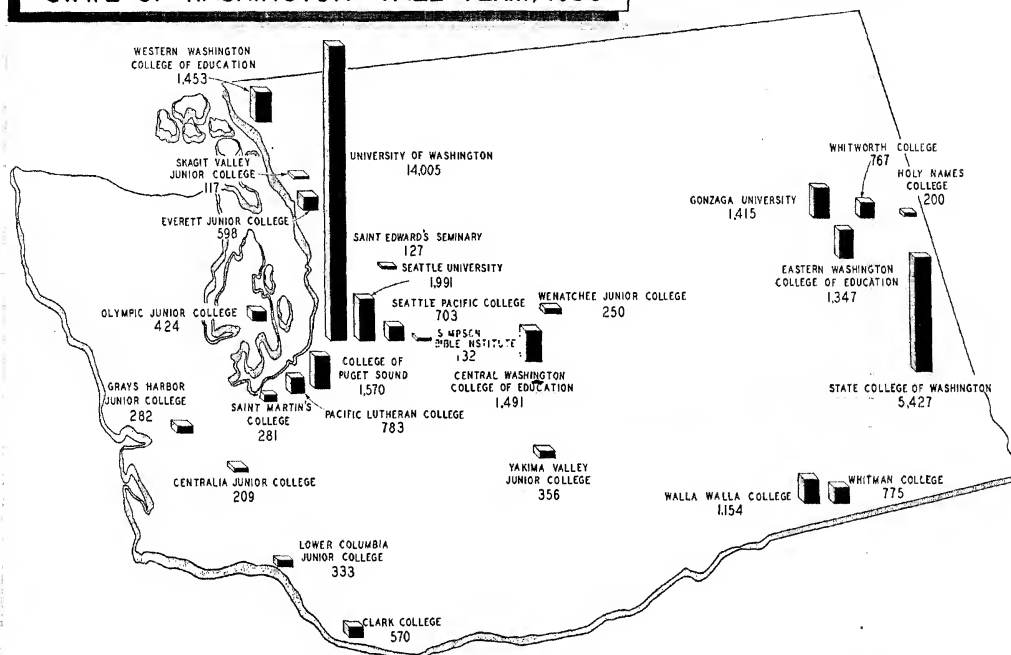 STATE OF WASHINGTON
WESTERN WASHINGTON
COLLEGE OF EDUCATION
1,453
SKAGIT VALLEY
JUNIOR COLLEGE
117
EVERETT JUNIOR COLLEGE
598
UNIVERSITY OF WASHINGTON
14,005
SAINT EDWARD'S SEMINARY
127
SEATTLE UNIVERSITY
1,991
SEATTLE PACIFIC COLLEGE
703
SIMPSON
BIBLE INSTITUTE
132
WENATCHEE JUNIOR COLLEGE
250
CENTRAL WASHINGTON
COLLEGE OF EDUCATION
1,491
OLYMPIC JUNIOR COLLEGE
424
COLLEGE OF
PUGET SOUND
1,570
PACIFIC LUTHERAN COLLEGE
783
SAINT MARTIN'S
COLLEGE
281
GRAYS HARBOR
JUNIOR COLLEGE
282
CENTRALIA JUNIOR COLLEGE
209
LOWER COLUMBIA
JUNIOR COLLEGE
333
CLARK COLLEGE
570
YAKIMA VALLEY
JUNIOR COLLEGE
356
GONZAGA UNIVERSITY
1,415
WHITWORTH COLLEGE
767
HOLY NAMES
COLLEGE
200
EASTERN WASHINGTON
COLLEGE OF EDUCATION
1,347
STATE COLLEGE OF WASHINGTON
5,427
WALLA WALLA COLLEGE
1,154
WHITMAN COLLEGE
775